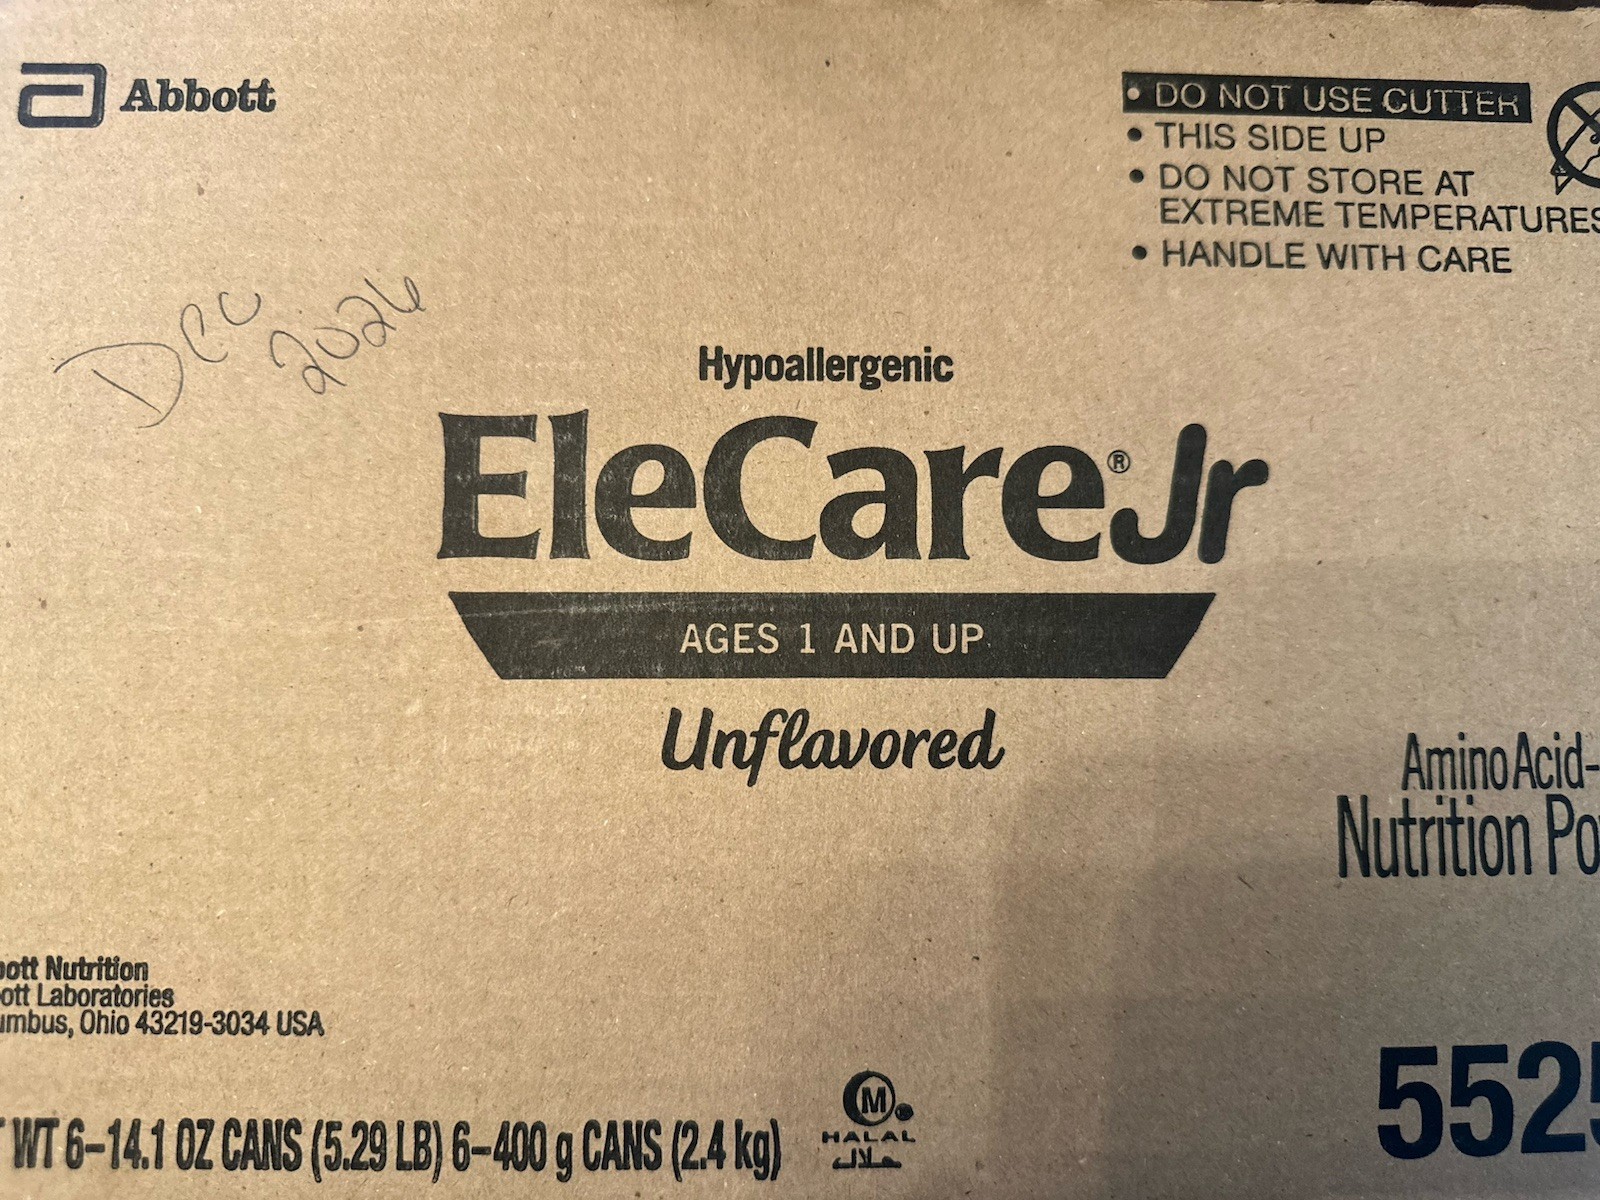 Abbott
• DO NOT USE CUTTER
• THIS SIDE UP
• DO NOT STORE AT
EXTREME TEMPERATURES
• HANDLE WITH CARE
Dec
2026
Hypoallergenic
EleCare® Jr
AGES 1 AND UP
Unflavored
Amino Acid-
Nutrition
bott Nutrition
ott Laboratories
umbus, Ohio 43219-3034 USA
WT 6–14.1 OZ CANS (5.29 LB) 6–400 g CANS (2.4 kg)
M
HALAL
حلال
552